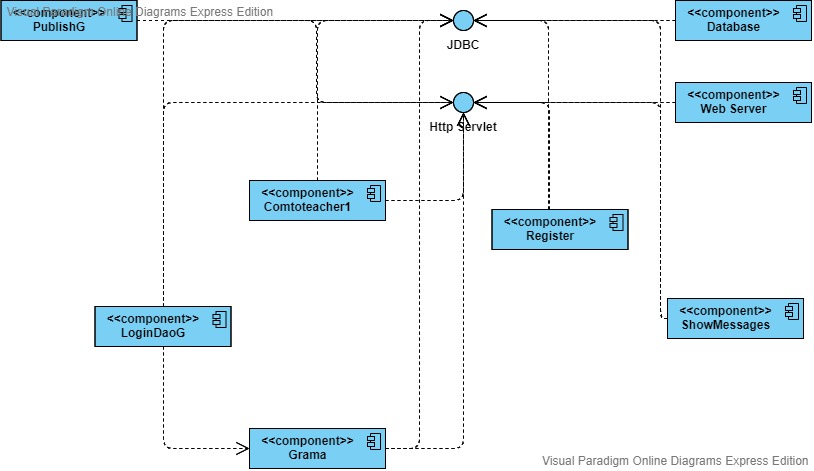 Visual Paradigm Online Diagrams Express Edition
<<component>>
PublishG
JDBC
<<component>>
Database
<<component>>
Web Server
Http Servlet
<<component>>
Comtoteacher1
<<component>>
Register
<<component>>
LoginDaoG
<<component>>
ShowMessages
<<component>>
Grama
Visual Paradigm Online Diagrams Express Edition